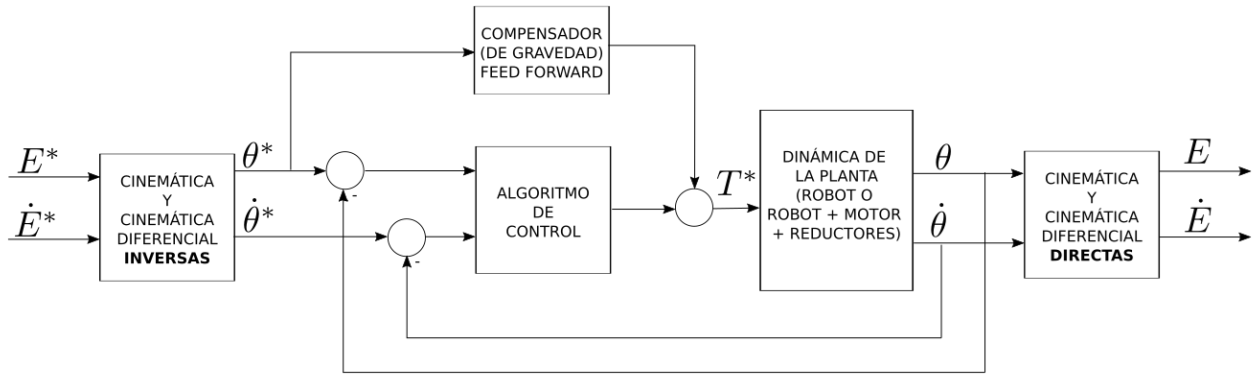 COMPENSADOR
(DE GRAVEDAD)
FEED FORWARD
E*
Ė*
CINEMÁTICA
Y
CINEMÁTICA
DIFERENCIAL
INVERSAS
θ*
θ̇*
-
-
ALGORITMO
DE
CONTROL
T*
DINÁMICA DE
LA PLANTA
(ROBOT O
ROBOT + MOTOR
+ REDUCTORES)
θ
θ̇
CINEMÁTICA
Y
CINEMÁTICA
DIFERENCIAL
DIRECTAS
E
Ė